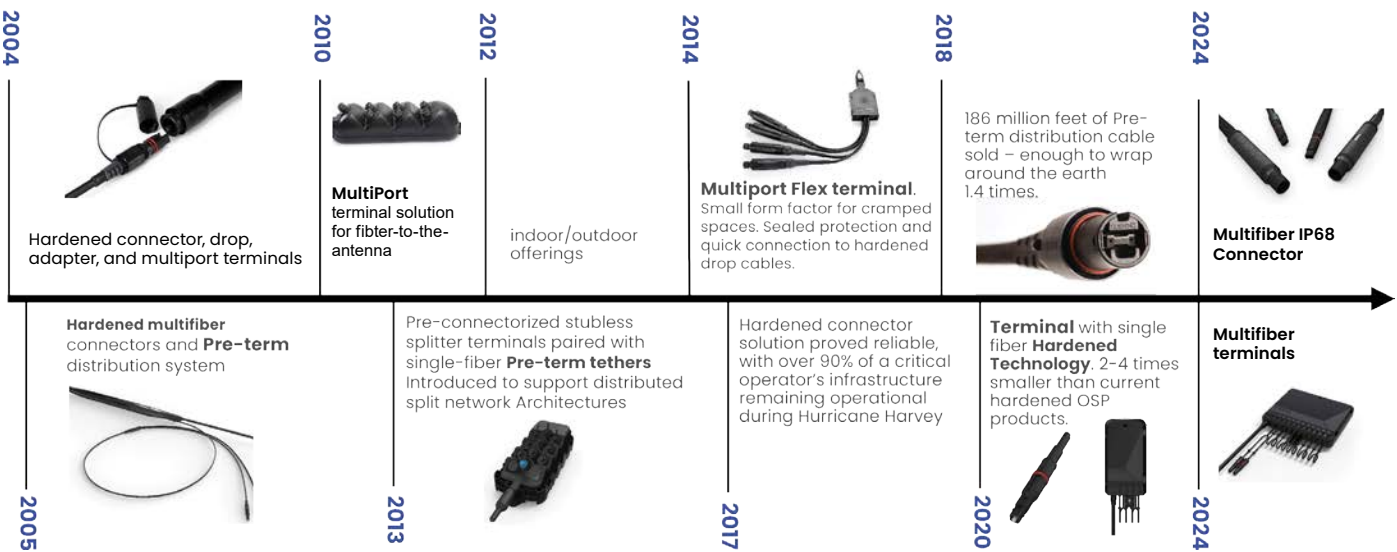 2004
Hardened connector, drop,
adapter, and multiport terminals
2010
MultiPort
terminal solution
for fibter-to-the-
antenna
2012
indoor/outdoor
offerings
2014
Multiport Flex terminal.
Small form factor for cramped
spaces. Sealed protection and
quick connection to hardened
drop cables.
2018
186 million feet of Pre-
term distribution cable
sold – enough to wrap
around the earth
1.4 times.
2024
Multifiber IP68
Connector
Hardened multifiber
connectors and Pre-term
distribution system
2005
Pre-connectorized stubless
splitter terminals paired with
single-fiber Pre-term tethers
Introduced to support distributed
split network Architectures
2013
Hardened connector
solution proved reliable,
with over 90% of a critical
operator's infrastructure
remaining operational
during Hurricane Harvey
2017
Terminal with single
fiber Hardened
Technology. 2-4 times
smaller than current
hardened OSP
products.
2020
Multifiber
terminals
2024